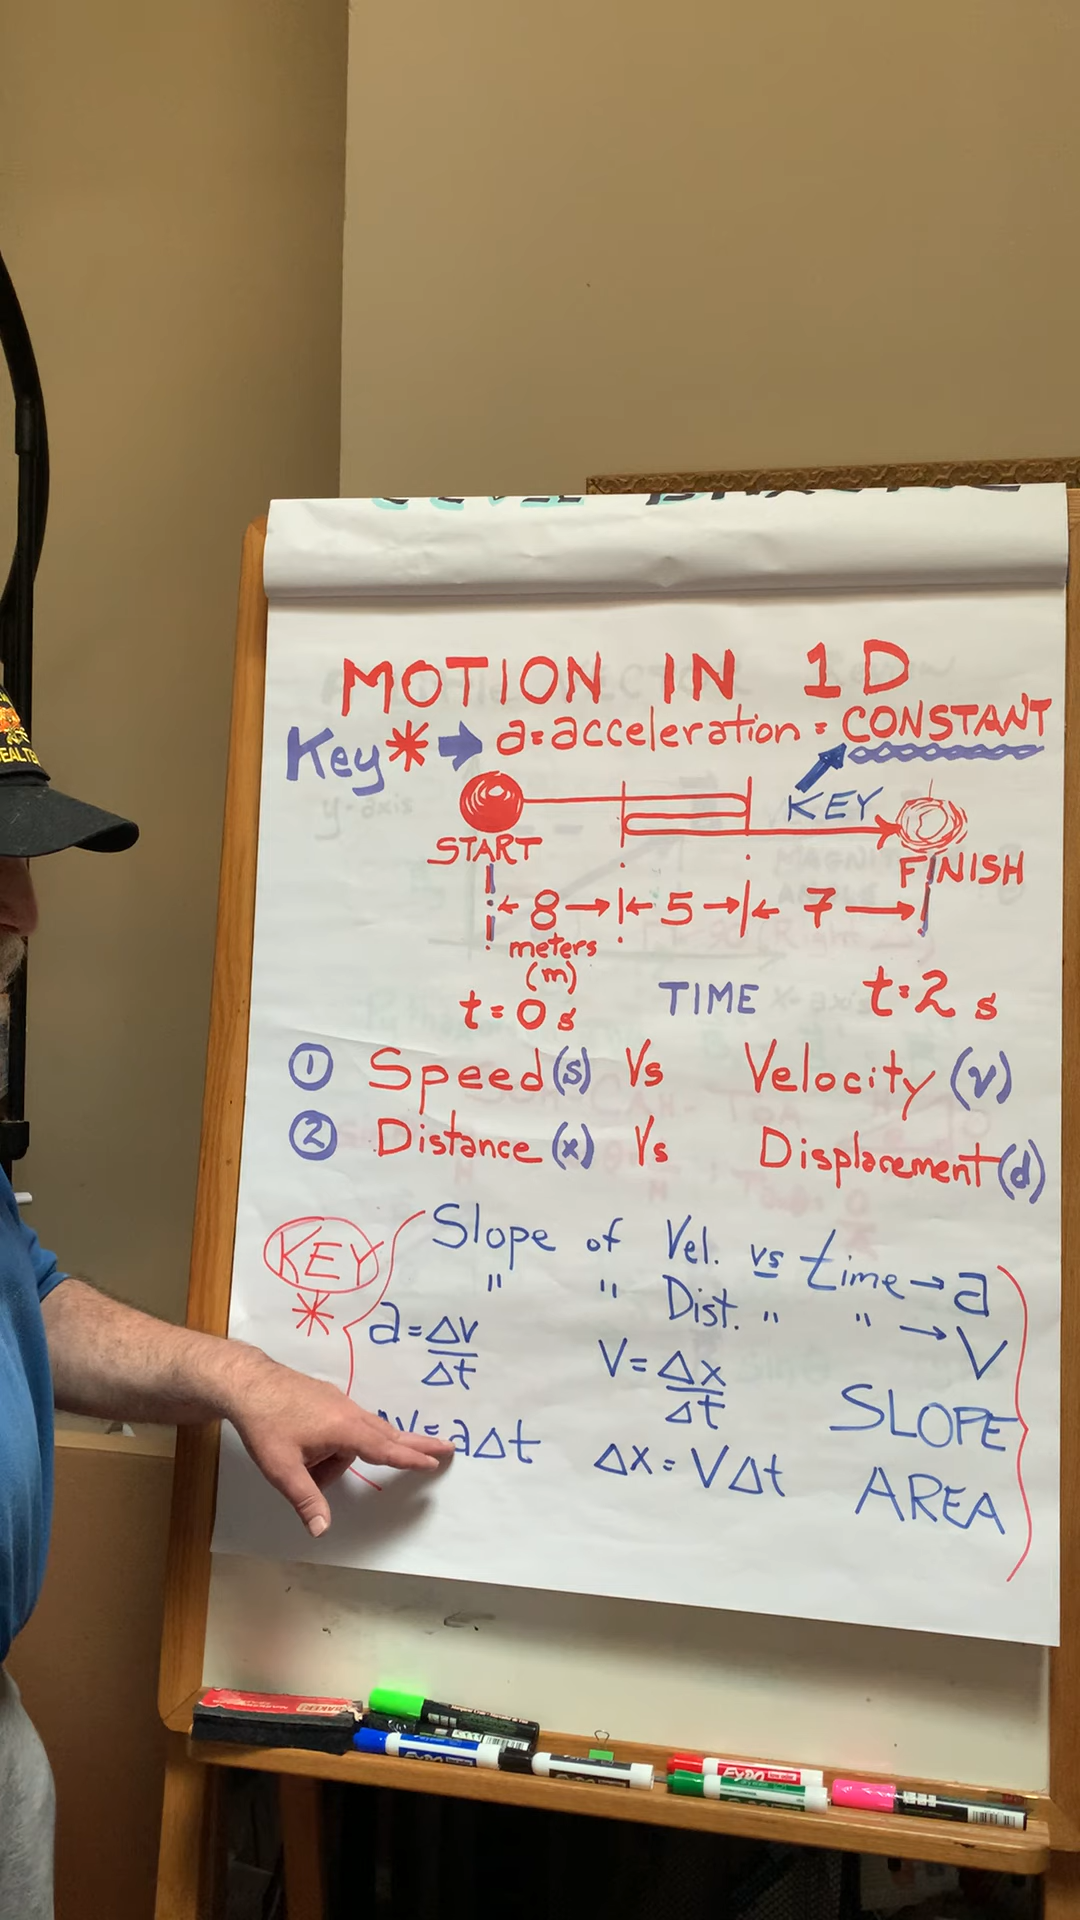 MOTION IN 1D
Key * → a = acceleration = CONSTANT
KEY
START
FINISH
← 8 → ← 5 → ← 7 →
meters
(m)
t = 0 s TIME t = 2 s
① Speed (s) Vs Velocity (v)
② Distance (x) Vs Displacement (d)
KEY * Slope of Vel. vs time → a
" " Dist. " " → V
a = Δv/Δt V = Δx/Δt SLOPE
V = aΔt Δx = VΔt AREA